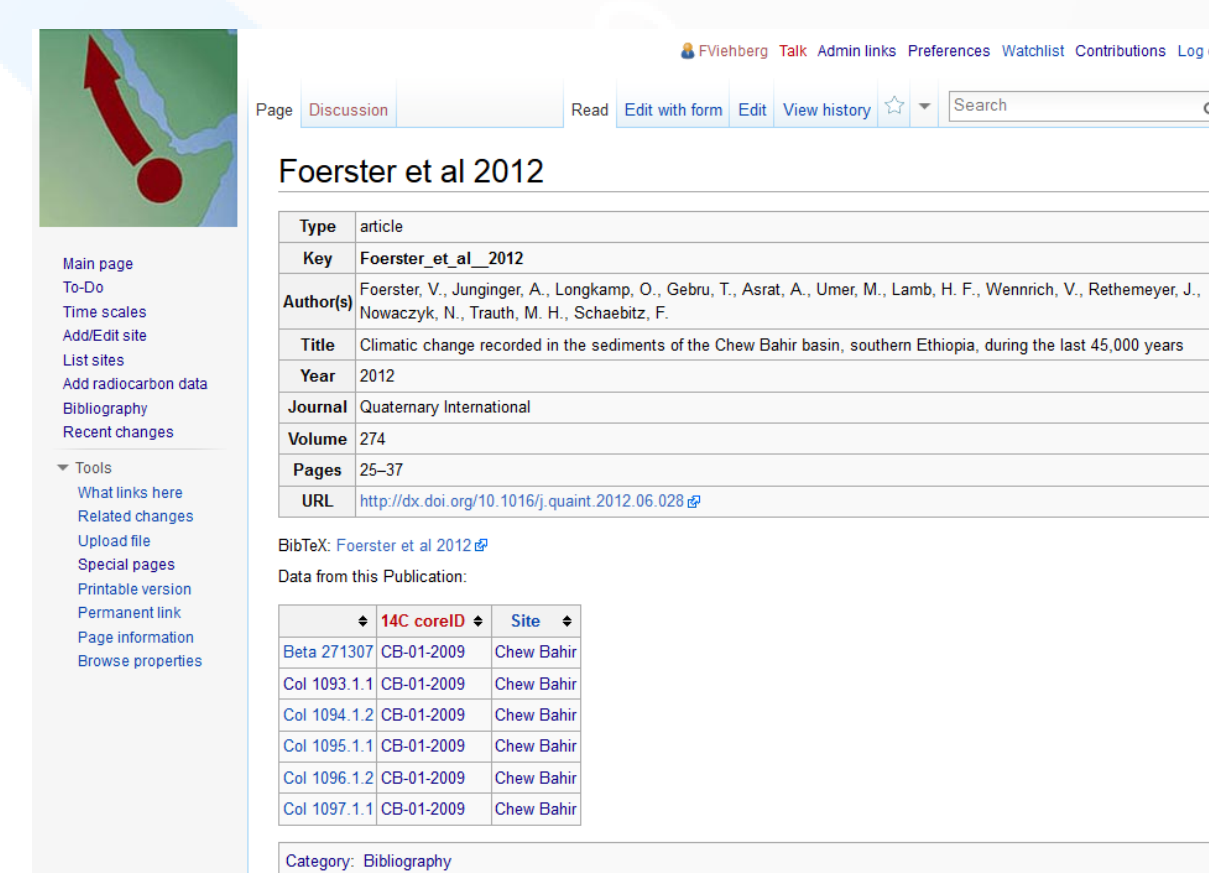 FViehberg Talk Admin links Preferences Watchlist Contributions Log
Page Discussion Read Edit with form Edit View history Search
Foerster et al 2012
Type article
Key Foerster_et_al__2012
Author(s) Foerster, V., Junginger, A., Longkamp, O., Gebru, T., Asrat, A., Umer, M., Lamb, H. F., Wennrich, V., Rethemeyer, J.,
Nowaczyk, N., Trauth, M. H., Schaebitz, F.
Title Climatic change recorded in the sediments of the Chew Bahir basin, southern Ethiopia, during the last 45,000 years
Year 2012
Journal Quaternary International
Volume 274
Pages 25–37
URL http://dx.doi.org/10.1016/j.quaint.2012.06.028
BibTeX: Foerster et al 2012
Data from this Publication:
14C coreID Site
Beta 271307 CB-01-2009 Chew Bahir
Col 1093.1.1 CB-01-2009 Chew Bahir
Col 1094.1.2 CB-01-2009 Chew Bahir
Col 1095.1.1 CB-01-2009 Chew Bahir
Col 1096.1.2 CB-01-2009 Chew Bahir
Col 1097.1.1 CB-01-2009 Chew Bahir
Category: Bibliography
Main page
To-Do
Time scales
Add/Edit site
List sites
Add radiocarbon data
Bibliography
Recent changes
Tools
What links here
Related changes
Upload file
Special pages
Printable version
Permanent link
Page information
Browse properties